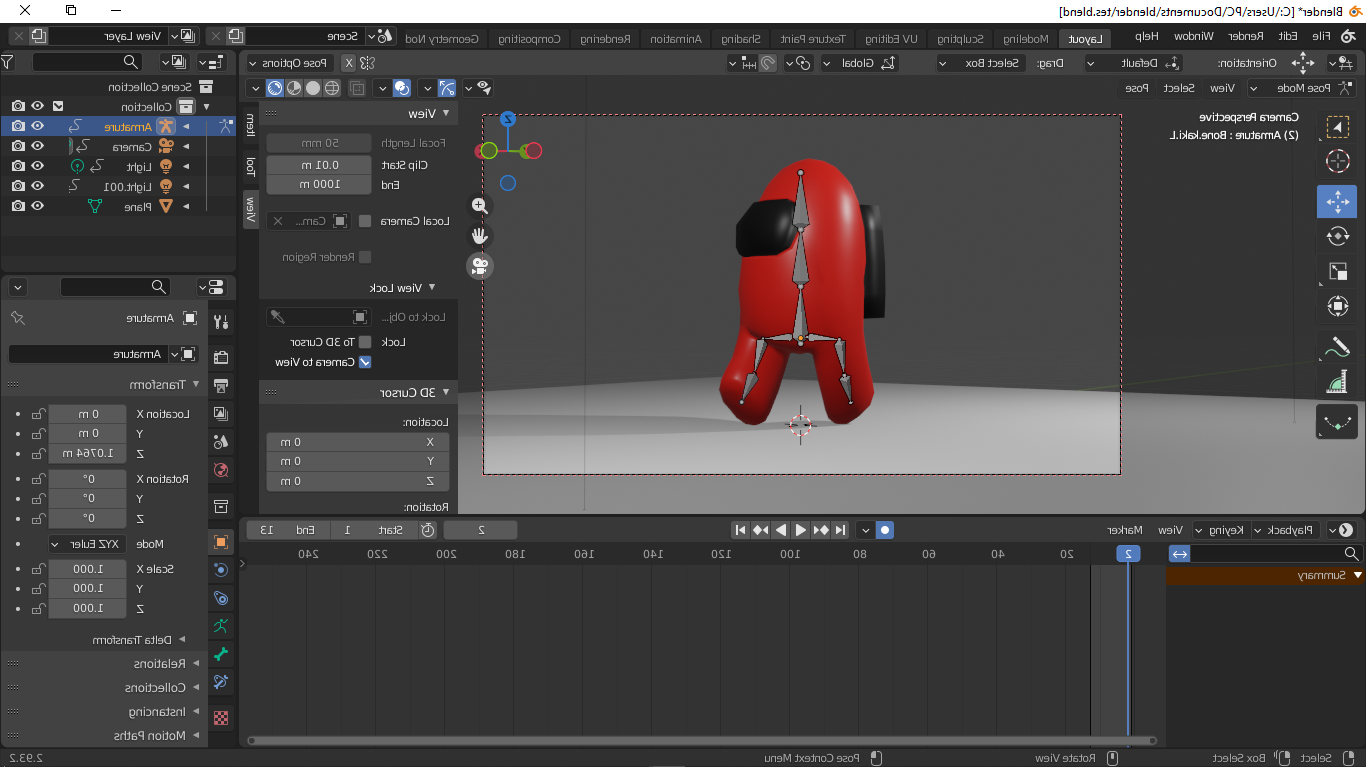 Blender* [C:\Users\PC\Documents\blender\tes.blend]
File Edit Render Window Help Layout Modeling Sculpting UV Editing Texture Paint Shading Animation Rendering Compositing Geometry Nod Scene View Layer
Orientation: Default Drag: Select Box Global X Pose Options
Pose Mode View Select Pose
Camera Perspective
(2) Armature : Bone.kaki.L
Z
Item
Tool
View
View
Focal Length 50 mm
Clip Start 0.01 m
End 1000 m
Local Camera Cam...
Render Region
View Lock
Lock to Obj...
Lock To 3D Cursor
Camera to View
3D Cursor
Location:
X 0 m
Y 0 m
Z 0 m
Rotation:
Scene Collection
Collection
Armature
Camera
Light
Light.001
Plane
Armature
Armature
Transform
Location X 0 m
Y 0 m
Z 1.0764 m
Rotation X 0°
Y 0°
Z 0°
Mode XYZ Euler
Scale X 1.000
Y 1.000
Z 1.000
Delta Transform
Relations
Collections
Instancing
Motion Paths
Playback Keying View Marker 2 Start 1 End 13
2 20 40 60 80 100 120 140 160 180 200 220 240
Summary
Select Box Select Rotate View Pose Context Menu 2.93.2